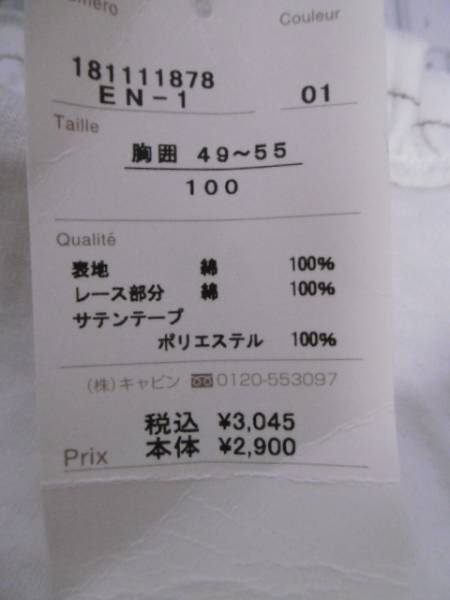 Couleur
181111878
EN-1
01
Taille
胸囲 49~55
100
Qualité
表地 綿 100%
レース部分 綿 100%
サテンテープ
ポリエステル 100%
(株)キャビン 0120-553097
税込 ¥3,045
本体 ¥2,900
Prix